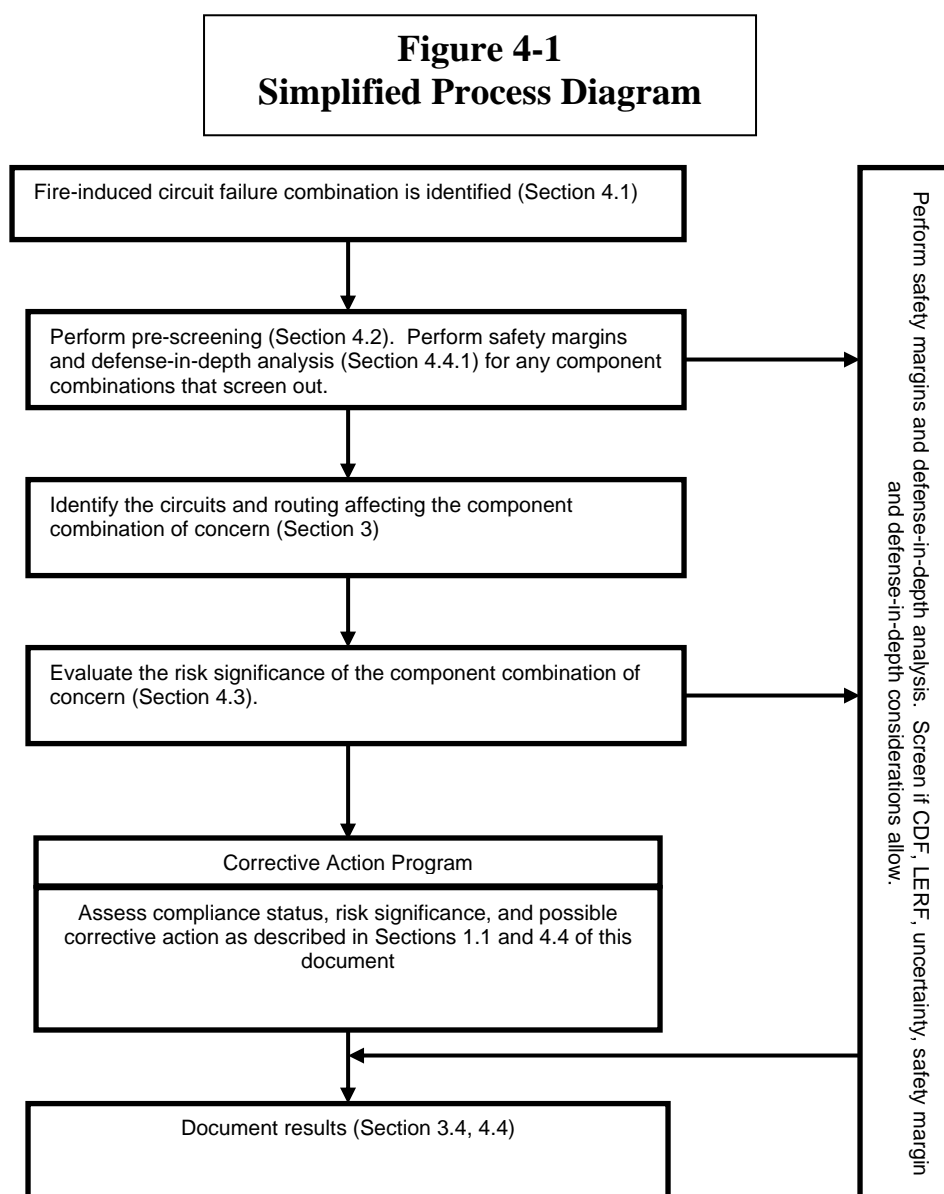 Figure 4-1
Simplified Process Diagram
Fire-induced circuit failure combination is identified (Section 4.1)
Perform pre-screening (Section 4.2).  Perform safety margins
and defense-in-depth analysis (Section 4.4.1) for any component
combinations that screen out.
Identify the circuits and routing affecting the component
combination of concern (Section 3)
Evaluate the risk significance of the component combination of
concern (Section 4.3).
Corrective Action Program
Assess compliance status, risk significance, and possible
corrective action as described in Sections 1.1 and 4.4 of this
document
Document results (Section 3.4, 4.4)
Perform safety margins and defense-in-depth analysis.  Screen if CDF, LERF, uncertainty, safety margin
and defense-in-depth considerations allow.